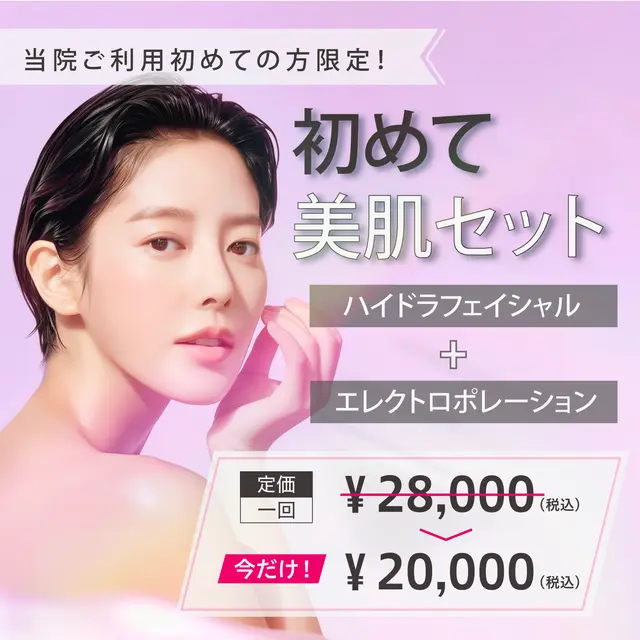 当院ご利用初めての方限定！
初めて
美肌セット
ハイドラフェイシャル
＋
エレクトロポレーション
定価
一回
¥28,000(税込)
今だけ！
¥20,000(税込)